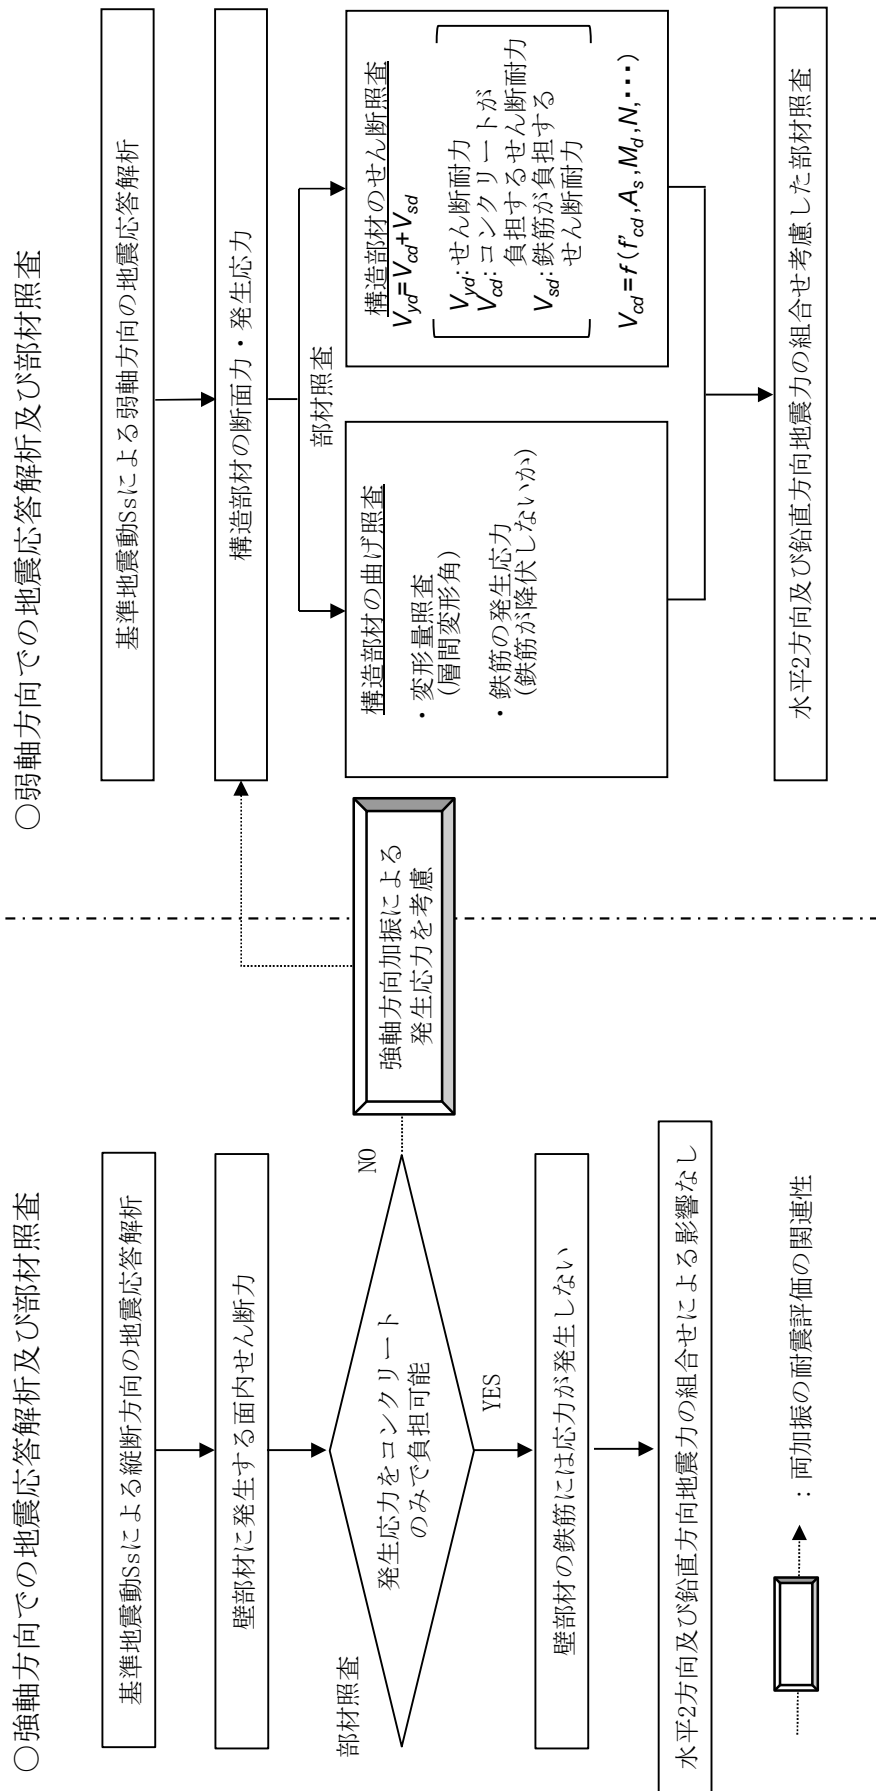 ○強軸方向での地震応答解析及び部材照査
基準地震動Ssによる縦断方向の地震応答解析
壁部材に発生する面内せん断力
部材照査
発生応力をコンクリート
のみで負担可能
NO
YES
壁部材の鉄筋には応力が発生しない
水平2方向及び鉛直方向地震力の組合せによる影響なし
：両加振の耐震評価の関連性
強軸方向加振による
発生応力を考慮
○弱軸方向での地震応答解析及び部材照査
基準地震動Ssによる弱軸方向の地震応答解析
構造部材の断面力・発生応力
部材照査
構造部材の曲げ照査
・変形量照査
(層間変形角)
・鉄筋の発生応力
(鉄筋が降伏しないか)
構造部材のせん断照査
Vyd=Vcd+Vsd
Vyd:せん断耐力
Vcd:コンクリートが
負担するせん断耐力
Vsd:鉄筋が負担する
せん断耐力
Vcd=f(f'cd,As,Md,N,･･･)
水平2方向及び鉛直方向地震力の組合せ考慮した部材照査